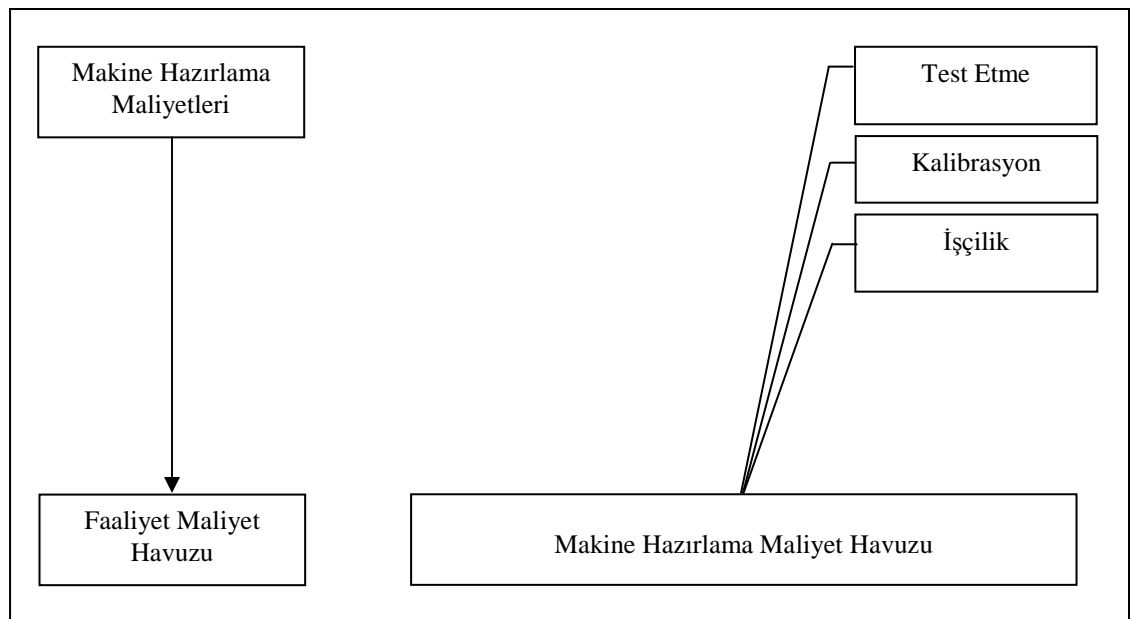 Makine Hazırlama
Maliyetleri
Test Etme
Kalibrasyon
İşçilik
Faaliyet Maliyet
Havuzu
Makine Hazırlama Maliyet Havuzu